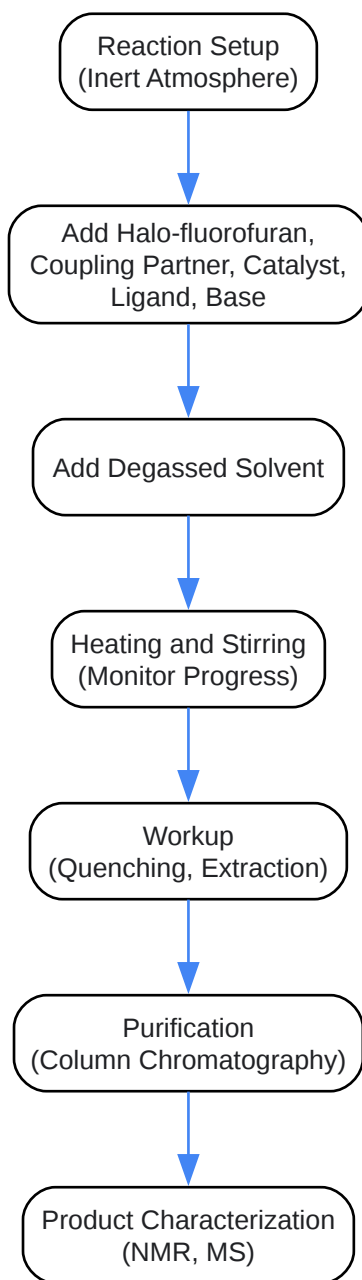 Reaction Setup
(Inert Atmosphere)
Add Halo-fluorofuran,
Coupling Partner, Catalyst,
Ligand, Base
Add Degassed Solvent
Heating and Stirring
(Monitor Progress)
Workup
(Quenching, Extraction)
Purification
(Column Chromatography)
Product Characterization
(NMR, MS)